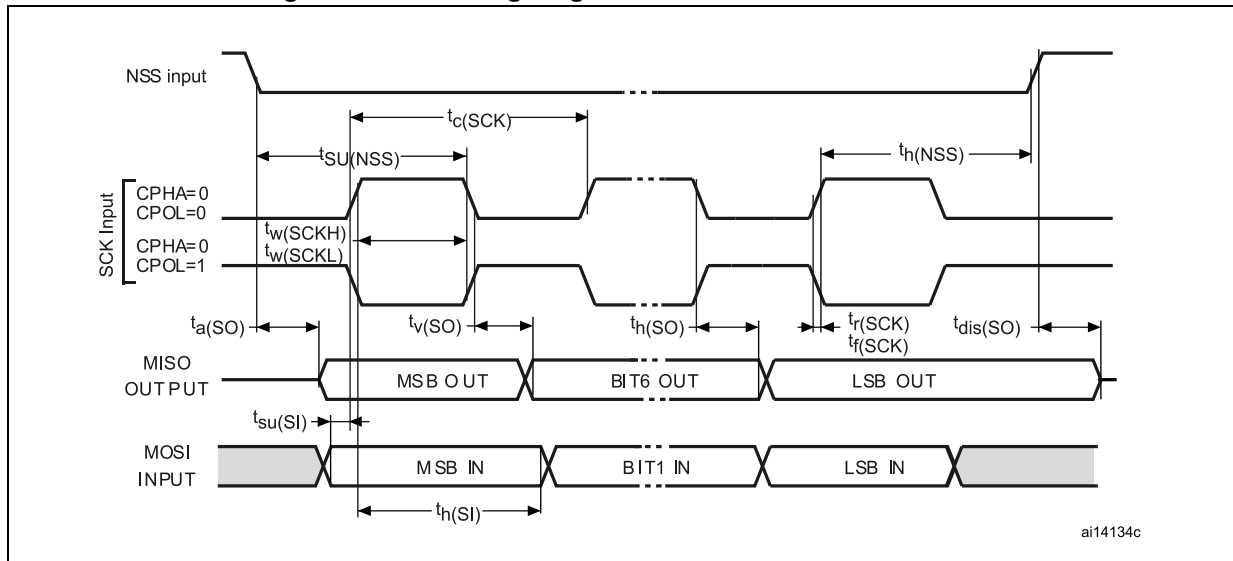 NSS input
tc(SCK)
tSU(NSS)
th(NSS)
SCK Input
CPHA=0
CPOL=0
tw(SCKH)
CPHA=0
tw(SCKL)
CPOL=1
ta(SO)
tv(SO)
th(SO)
tr(SCK)
tf(SCK)
tdis(SO)
MISO
OUTPUT
MSB OUT
BIT6 OUT
LSB OUT
tsu(SI)
MOSI
INPUT
MSB IN
BIT1 IN
LSB IN
th(SI)
ai14134c